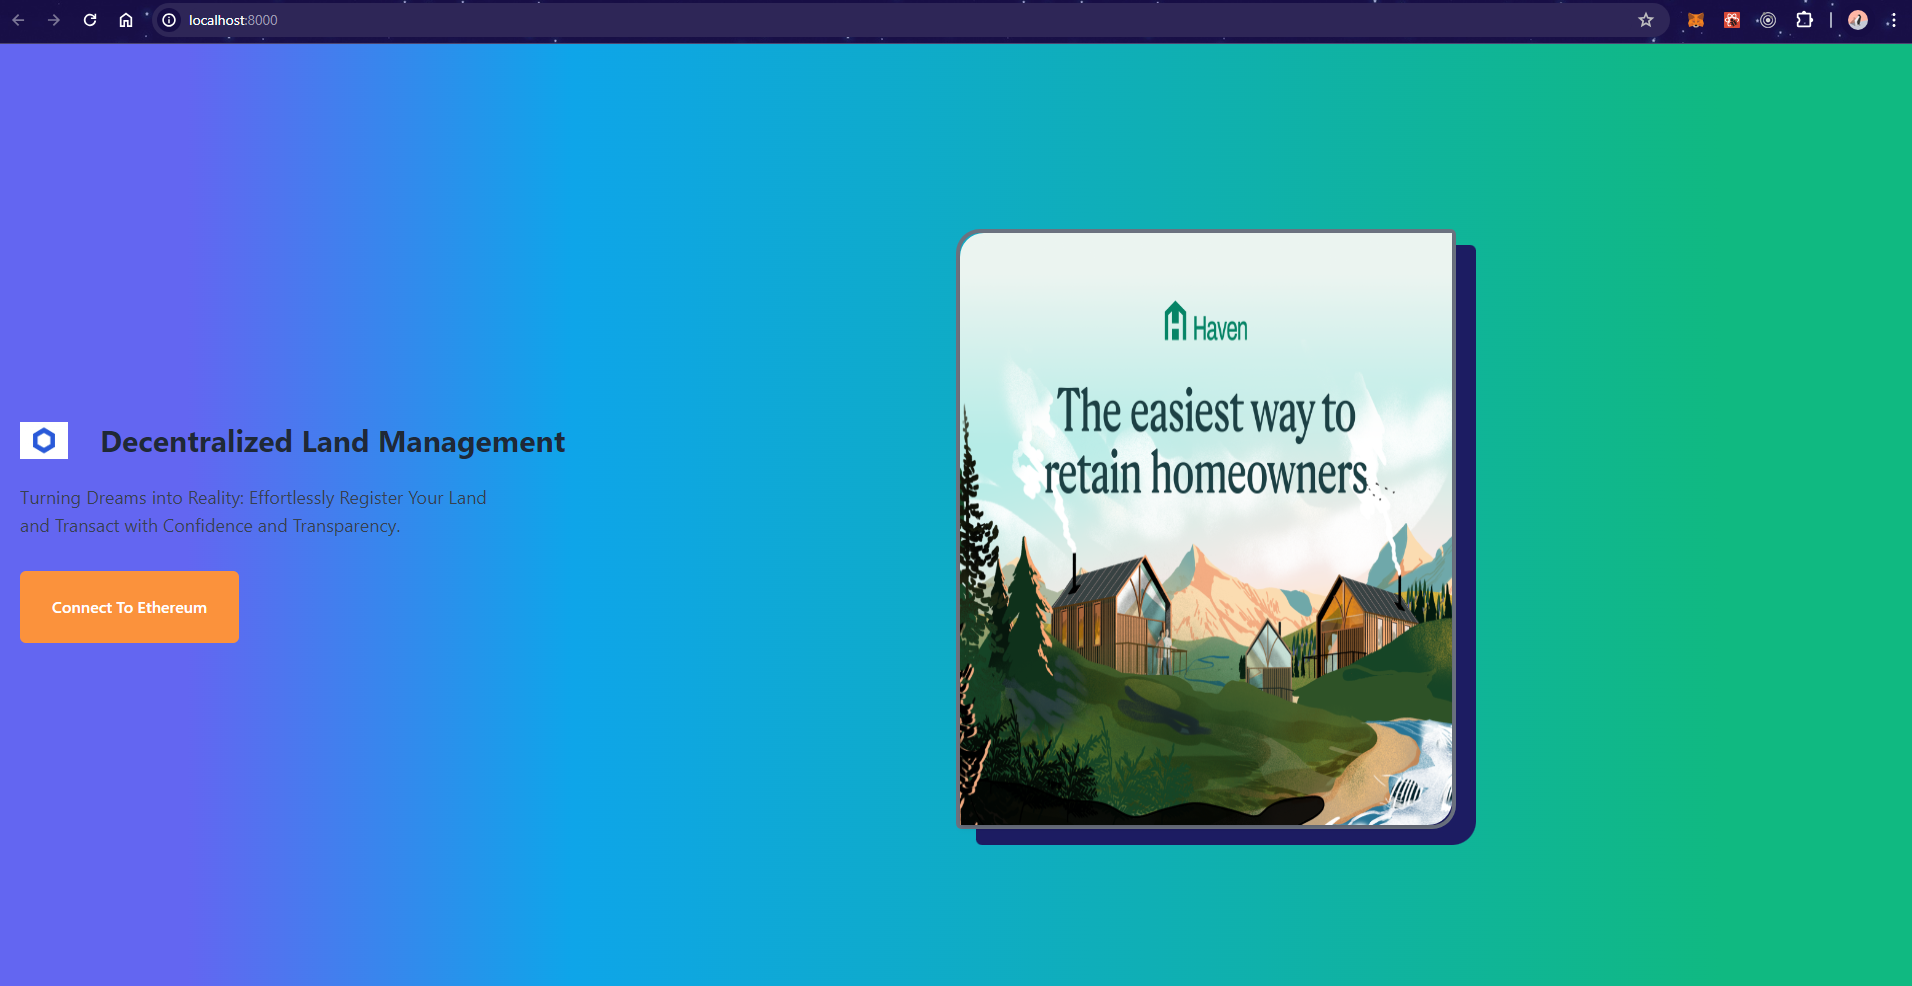 localhost:8000
Decentralized Land Management
Turning Dreams into Reality: Effortlessly Register Your Land
and Transact with Confidence and Transparency.
Connect To Ethereum
Haven
The easiest way to
retain homeowners